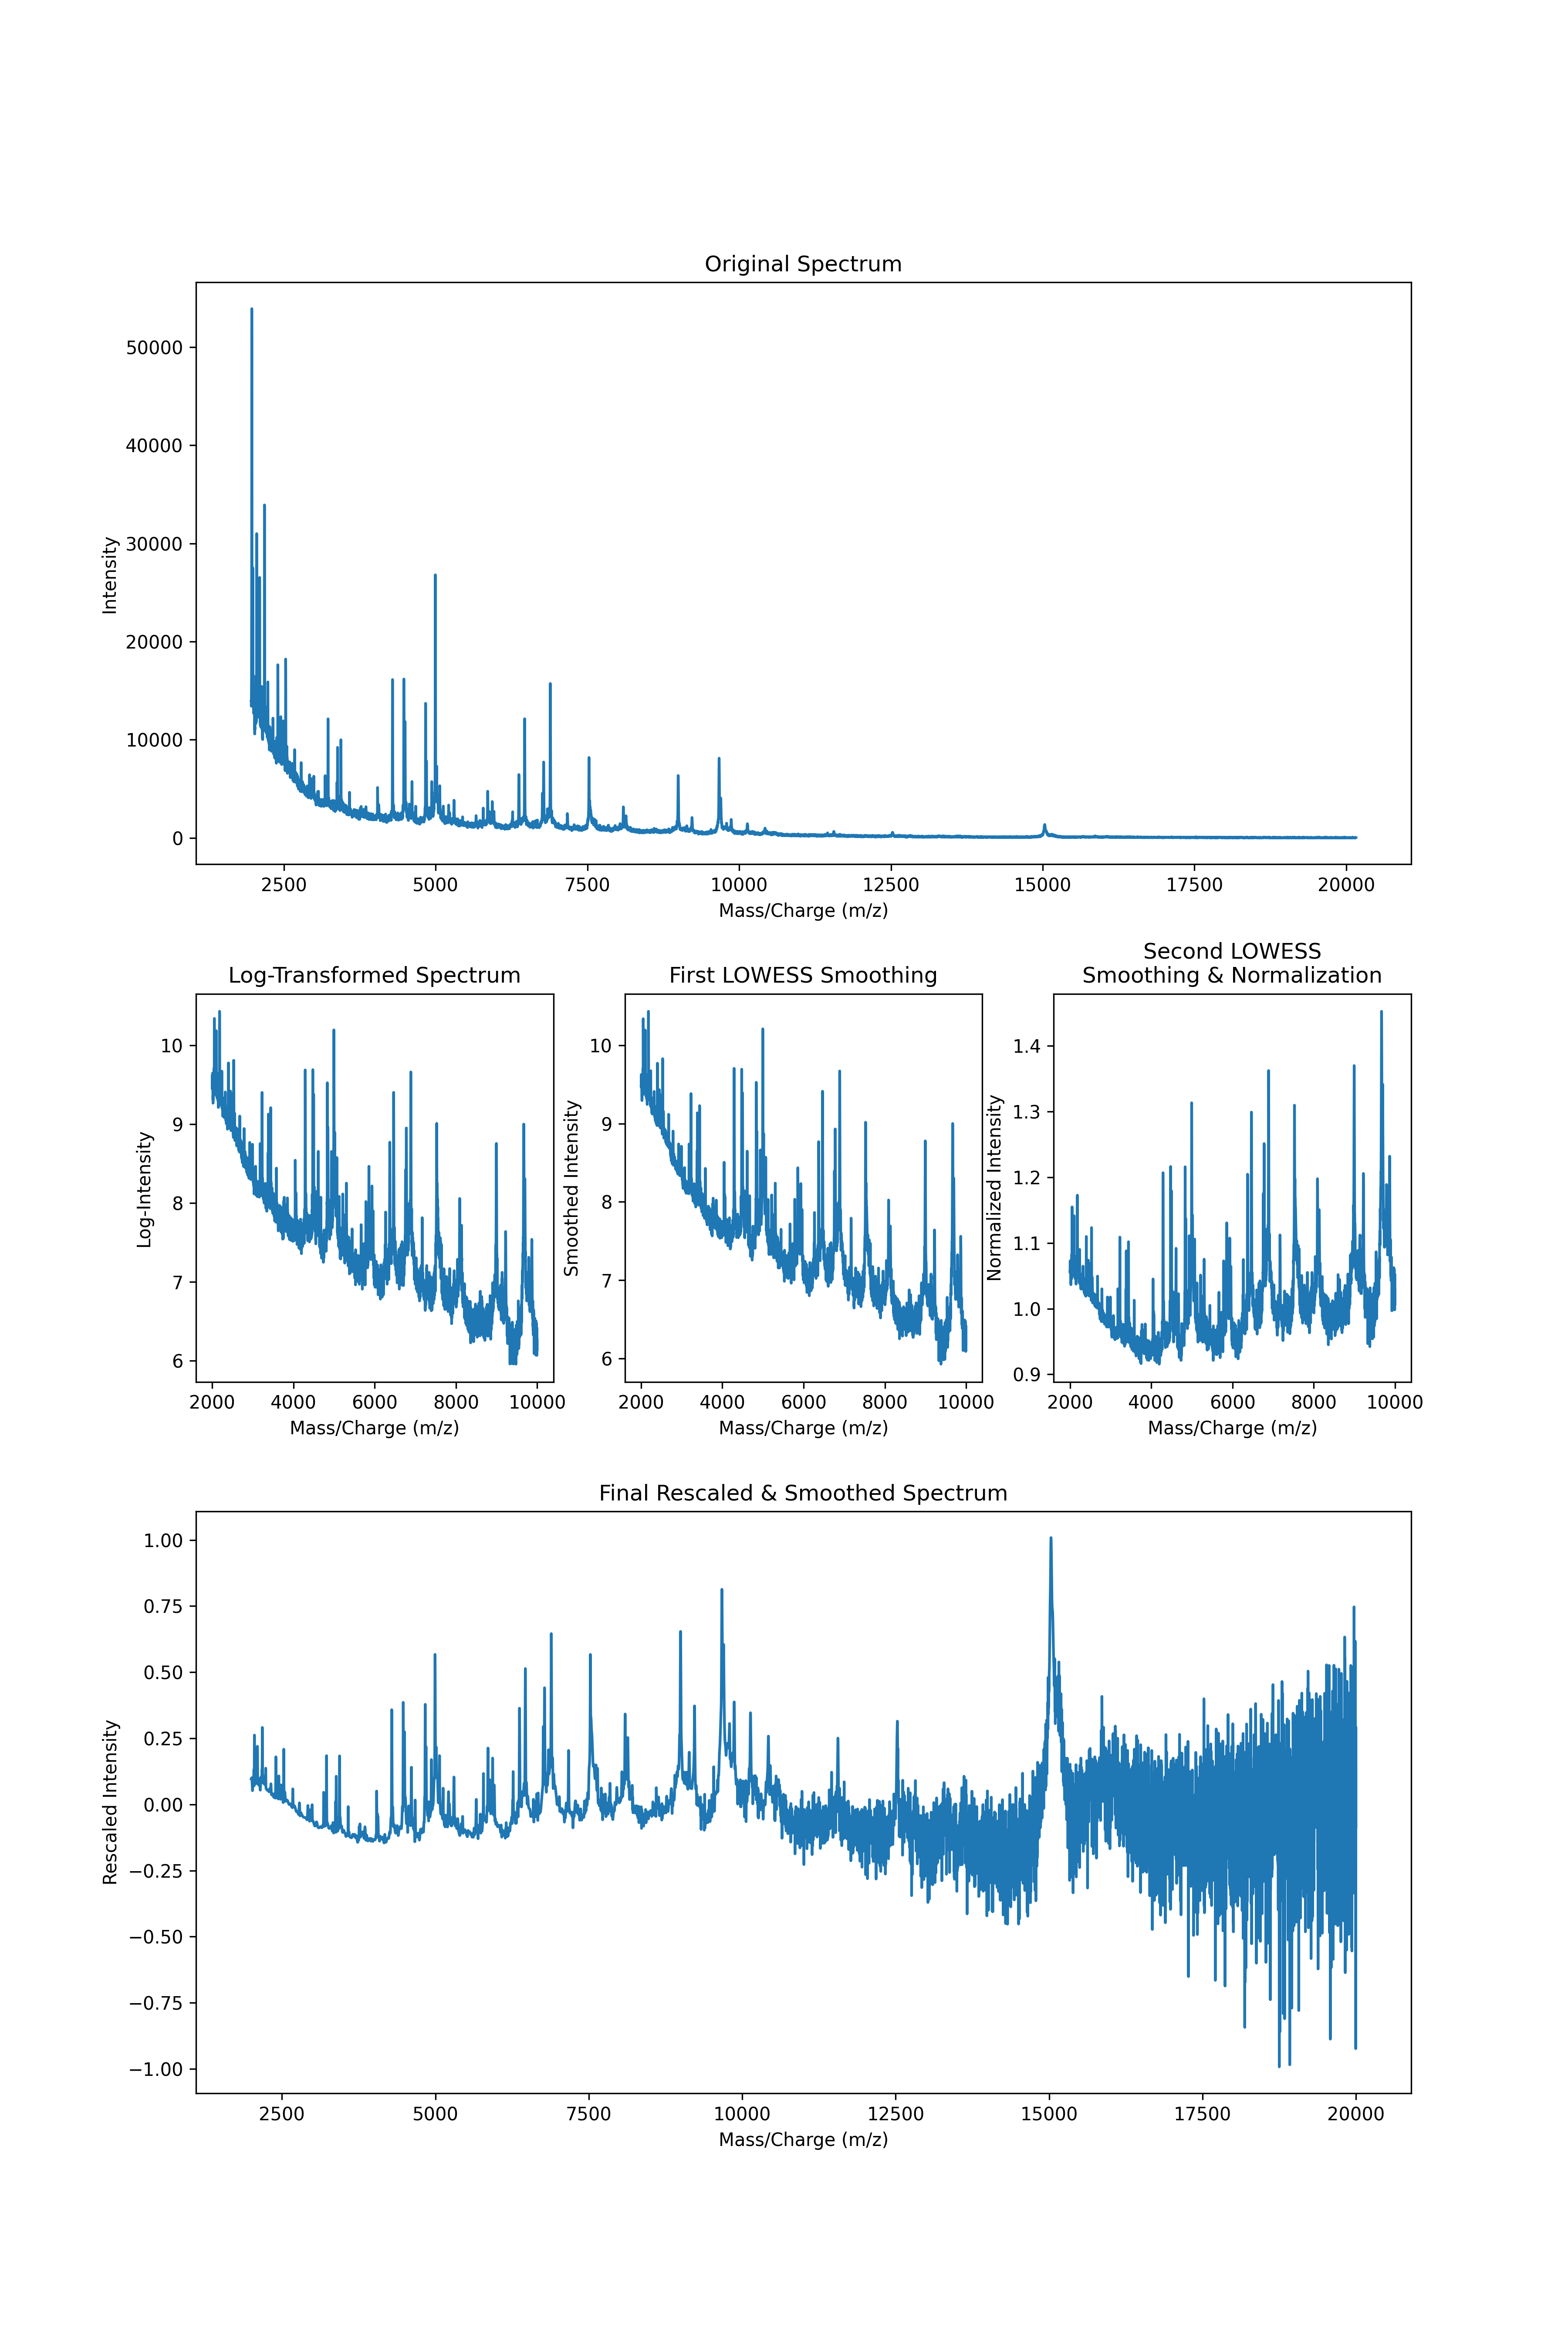 Original Spectrum
50000
40000
30000
20000
10000
0
Intensity
2500 5000 7500 10000 12500 15000 17500 20000
Mass/Charge (m/z)
Log-Transformed Spectrum
10
9
8
7
6
Log-Intensity
2000 4000 6000 8000 10000
Mass/Charge (m/z)
First LOWESS Smoothing
10
9
8
7
6
Smoothed Intensity
2000 4000 6000 8000 10000
Mass/Charge (m/z)
Second LOWESS
Smoothing & Normalization
1.4
1.3
1.2
1.1
1.0
0.9
Normalized Intensity
2000 4000 6000 8000 10000
Mass/Charge (m/z)
Final Rescaled & Smoothed Spectrum
1.00
0.75
0.50
0.25
0.00
−0.25
−0.50
−0.75
−1.00
Rescaled Intensity
2500 5000 7500 10000 12500 15000 17500 20000
Mass/Charge (m/z)